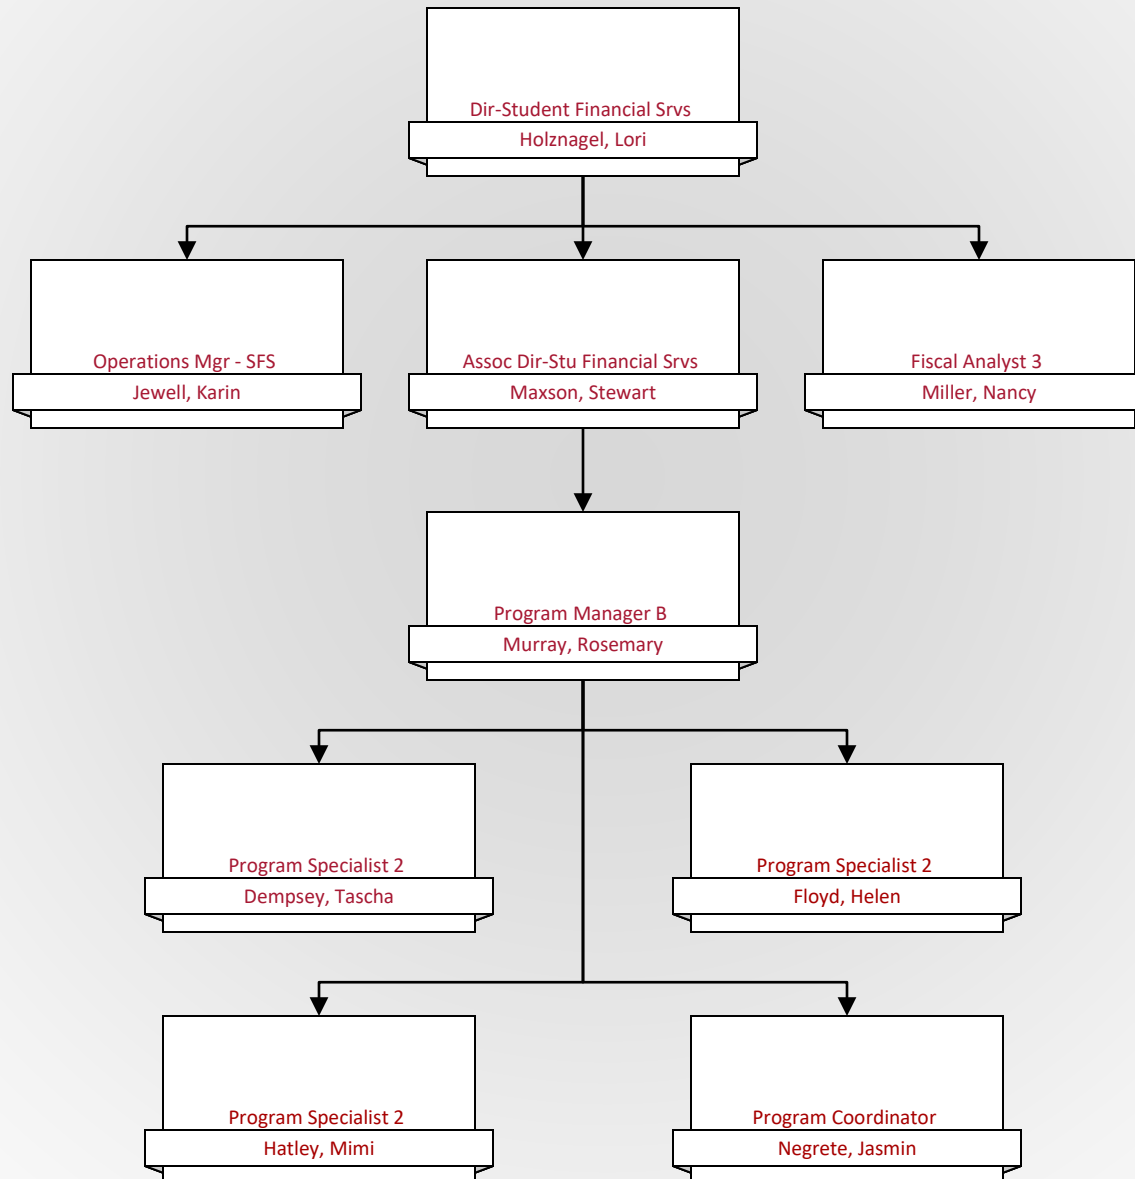 Dir-Student Financial Srvs
Holznagel, Lori
Operations Mgr - SFS
Jewell, Karin
Assoc Dir-Stu Financial Srvs
Maxson, Stewart
Fiscal Analyst 3
Miller, Nancy
Program Manager B
Murray, Rosemary
Program Specialist 2
Dempsey, Tascha
Program Specialist 2
Floyd, Helen
Program Specialist 2
Hatley, Mimi
Program Coordinator
Negrete, Jasmin